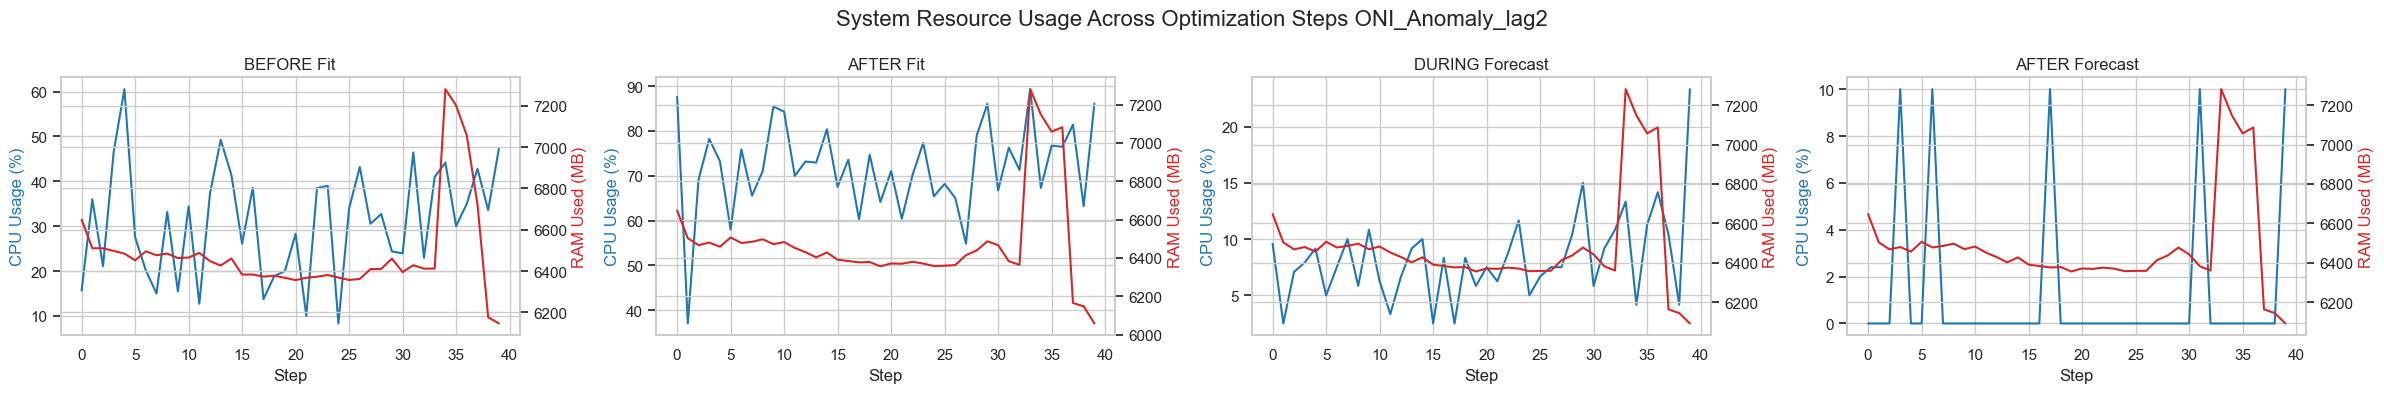 System Resource Usage Across Optimization Steps ONI_Anomaly_lag2
BEFORE Fit
CPU Usage (%)
60
50
40
30
20
10
7200
7000
6800
6600
6400
6200
RAM Used (MB)
0 5 10 15 20 25 30 35 40
Step
AFTER Fit
CPU Usage (%)
90
80
70
60
50
40
7200
7000
6800
6600
6400
6200
6000
RAM Used (MB)
0 5 10 15 20 25 30 35 40
Step
DURING Forecast
CPU Usage (%)
20
15
10
5
7200
7000
6800
6600
6400
6200
RAM Used (MB)
0 5 10 15 20 25 30 35 40
Step
AFTER Forecast
CPU Usage (%)
10
8
6
4
2
0
7200
7000
6800
6600
6400
6200
RAM Used (MB)
0 5 10 15 20 25 30 35 40
Step